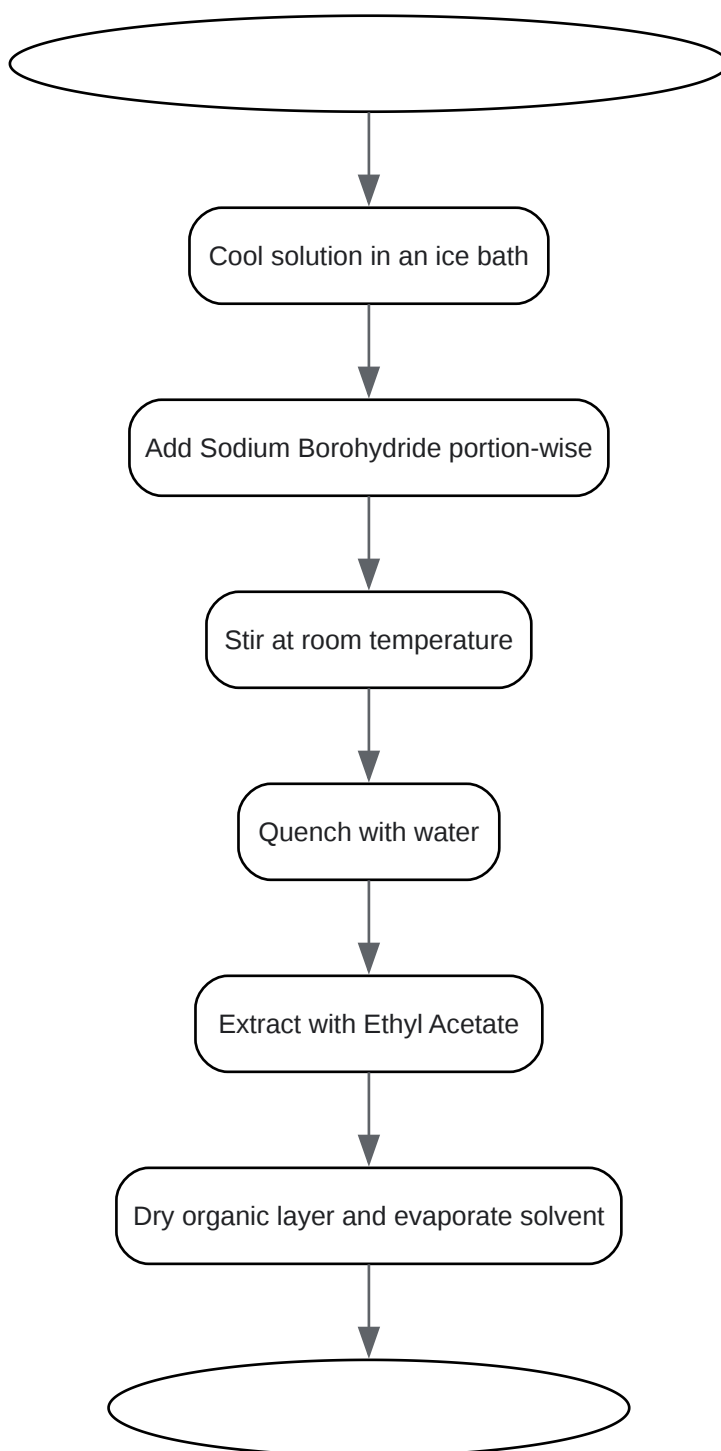 Cool solution in an ice bath
Add Sodium Borohydride portion-wise
Stir at room temperature
Quench with water
Extract with Ethyl Acetate
Dry organic layer and evaporate solvent